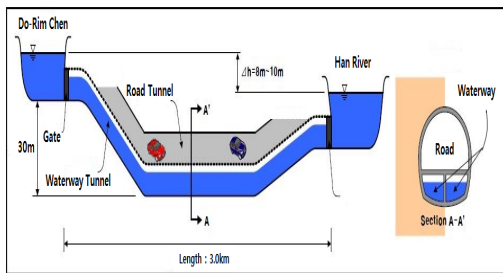 Do-Rim Chen
Δh=8m~10m
Han River
Road Tunnel
A'
Waterway
Gate
30m
Road
Waterway Tunnel
A
Section A-A'
Length : 3.0km